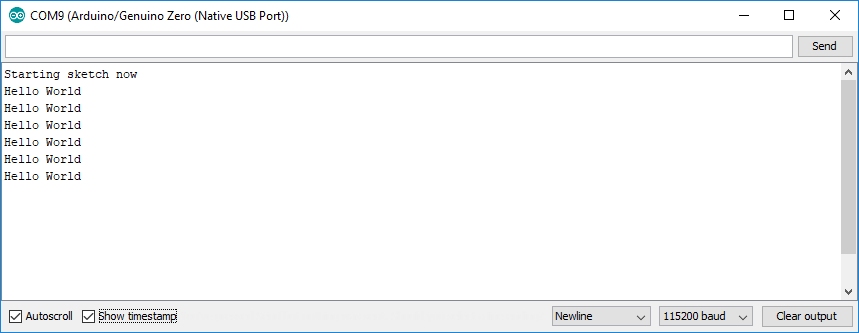 COM9 (Arduino/Genuino Zero (Native USB Port))
Send
Starting sketch now
Hello World
Hello World
Hello World
Hello World
Hello World
Hello World
Autoscroll Show timestamp Newline 115200 baud Clear output